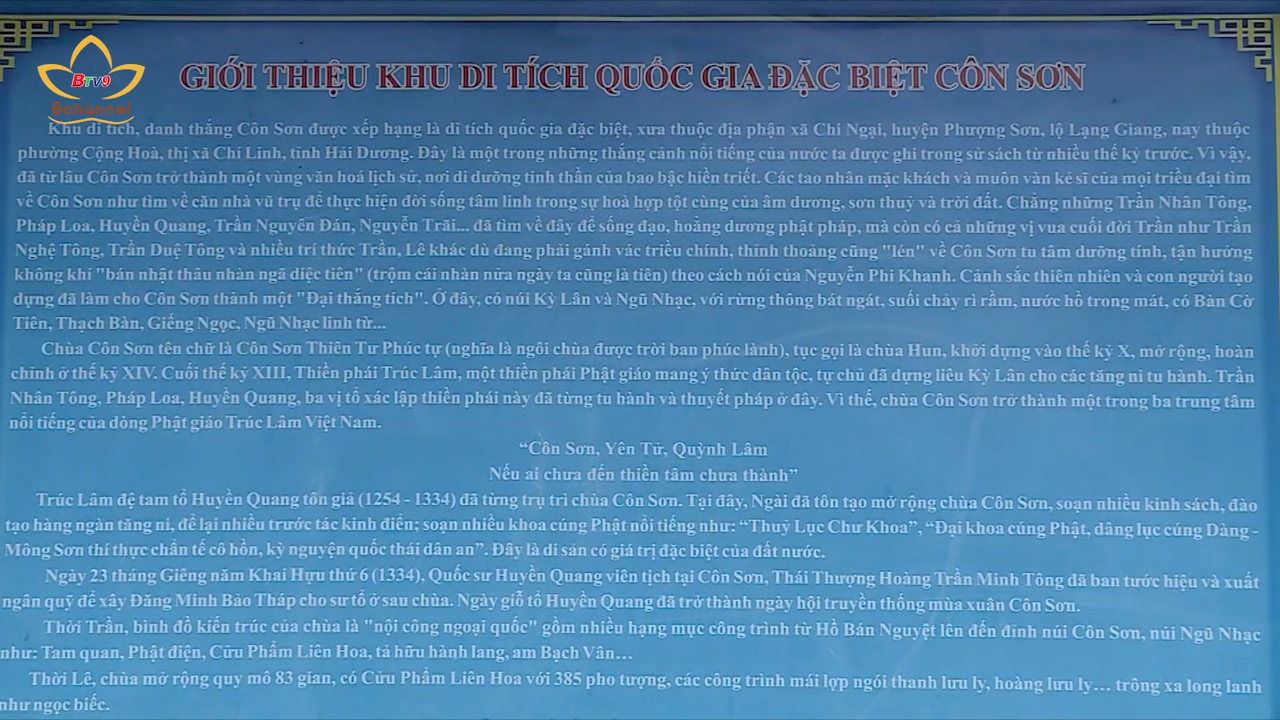 BTV9
Bchannel
GIỚI THIỆU KHU DI TÍCH QUỐC GIA ĐẶC BIỆT CÔN SƠN
Khu di tích, danh thắng Côn Sơn được xếp hạng là di tích quốc gia đặc biệt, xưa thuộc địa phận xã Chi Ngại, huyện Phượng Sơn, lộ Lạng Giang, nay thuộc
phường Cộng Hoà, thị xã Chí Linh, tỉnh Hải Dương. Đây là một trong những thắng cảnh nổi tiếng của nước ta được ghi trong sử sách từ nhiều thế kỷ trước. Vì vậy,
đã từ lâu Côn Sơn trở thành một vùng văn hoá lịch sử, nơi di dưỡng tinh thần của bao bậc hiền triết. Các tao nhân mặc khách và muôn vàn kẻ sĩ của mọi triều đại tìm
về Côn Sơn như tìm về căn nhà vũ trụ để thực hiện đời sống tâm linh trong sự hoà hợp tột cùng của âm dương, sơn thuỷ và trời đất. Chẳng những Trần Nhân Tông,
Pháp Loa, Huyền Quang, Trần Nguyên Đán, Nguyễn Trãi... đã tìm về đây để sống đạo, hoằng dương phật pháp, mà còn có cả những vị vua cuối đời Trần như Trần
Nghệ Tông, Trần Duệ Tông và nhiều trí thức Trần, Lê khác dù đang phải gánh vác triều chính, thỉnh thoảng cũng "lén" về Côn Sơn tu tâm dưỡng tính, tận hưởng
không khí "bán nhật thâu nhàn ngã diệc tiên" (trộm cái nhàn nửa ngày ta cũng là tiên) theo cách nói của Nguyễn Phi Khanh. Cảnh sắc thiên nhiên và con người tạo
dựng đã làm cho Côn Sơn thành một "Đại thắng tích". Ở đây, có núi Kỳ Lân và Ngũ Nhạc, với rừng thông bát ngát, suối chảy rì rầm, nước hồ trong mát, có Bàn Cờ
Tiên, Thạch Bàn, Giếng Ngọc, Ngũ Nhạc linh từ...
Chùa Côn Sơn tên chữ là Côn Sơn Thiên Tư Phúc tự (nghĩa là ngôi chùa được trời ban phúc lành), tục gọi là chùa Hun, khởi dựng vào thế kỷ X, mở rộng, hoàn
chỉnh ở thế kỷ XIV. Cuối thế kỷ XIII, Thiền phái Trúc Lâm, một thiền phái Phật giáo mang ý thức dân tộc, tự chủ đã dựng liêu Kỳ Lân cho các tăng ni tu hành. Trần
Nhân Tông, Pháp Loa, Huyền Quang, ba vị tổ xác lập thiền phái này đã từng tu hành và thuyết pháp ở đây. Vì thế, chùa Côn Sơn trở thành một trong ba trung tâm
nổi tiếng của dòng Phật giáo Trúc Lâm Việt Nam.
“Côn Sơn, Yên Tử, Quỳnh Lâm
Nếu ai chưa đến thiền tâm chưa thành”
Trúc Lâm đệ tam tổ Huyền Quang tôn giả (1254 - 1334) đã từng trụ trì chùa Côn Sơn. Tại đây, Ngài đã tôn tạo mở rộng chùa Côn Sơn, soạn nhiều kinh sách, đào
tạo hàng ngàn tăng ni, để lại nhiều trước tác kinh điển; soạn nhiều khoa cúng Phật nổi tiếng như: “Thuỷ Lục Chư Khoa”, “Đại khoa cúng Phật, dâng lục cúng Dàng -
Mông Sơn thí thực chẩn tế cô hồn, kỳ nguyện quốc thái dân an”. Đây là di sản có giá trị đặc biệt của đất nước.
Ngày 23 tháng Giêng năm Khai Hựu thứ 6 (1334), Quốc sư Huyền Quang viên tịch tại Côn Sơn, Thái Thượng Hoàng Trần Minh Tông đã ban tước hiệu và xuất
ngân quỹ để xây Đăng Minh Bảo Tháp cho sư tổ ở sau chùa. Ngày giỗ tổ Huyền Quang đã trở thành ngày hội truyền thống mùa xuân Côn Sơn.
Thời Trần, bình đồ kiến trúc của chùa là "nội công ngoại quốc" gồm nhiều hạng mục công trình từ Hồ Bán Nguyệt lên đến đỉnh núi Côn Sơn, núi Ngũ Nhạc
như: Tam quan, Phật điện, Cửu Phẩm Liên Hoa, tả hữu hành lang, am Bạch Vân…
Thời Lê, chùa mở rộng quy mô 83 gian, có Cửu Phẩm Liên Hoa với 385 pho tượng, các công trình mái lợp ngói thanh lưu ly, hoàng lưu ly… trông xa long lanh
như ngọc biếc.